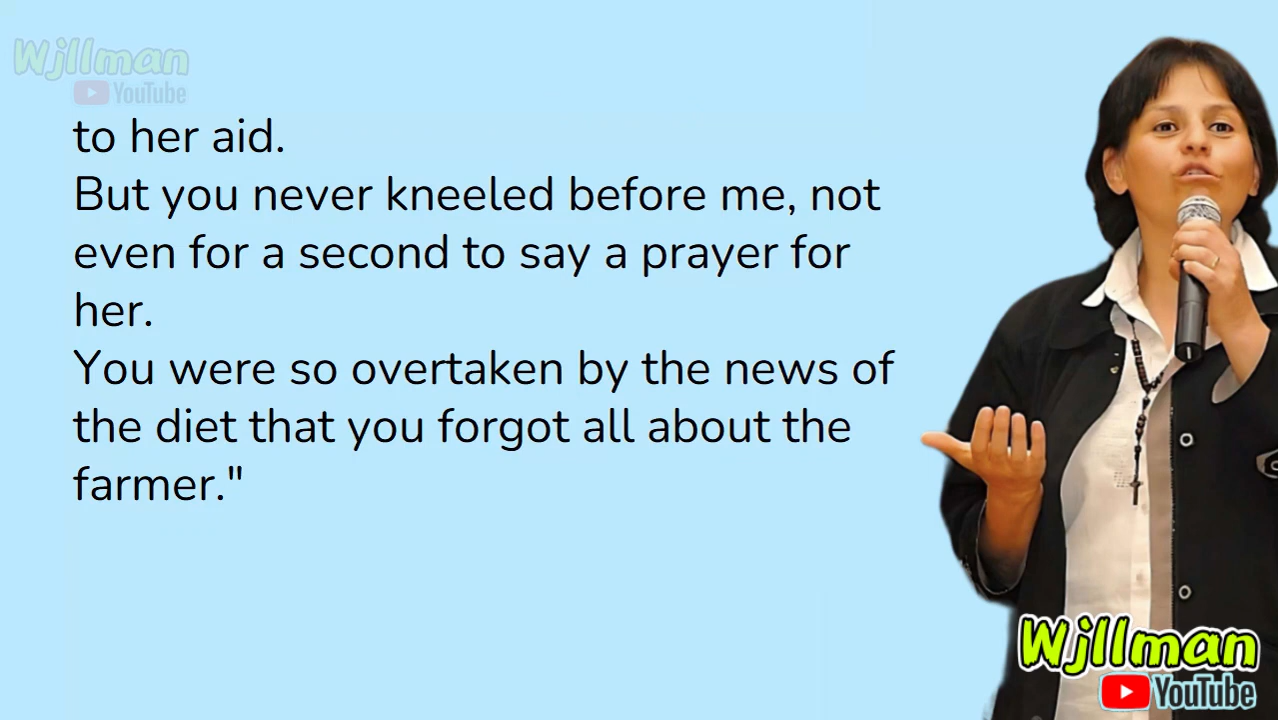 Wjllman
YouTube
to her aid.
But you never kneeled before me, not
even for a second to say a prayer for
her.
You were so overtaken by the news of
the diet that you forgot all about the
farmer."
Wjllman
YouTube